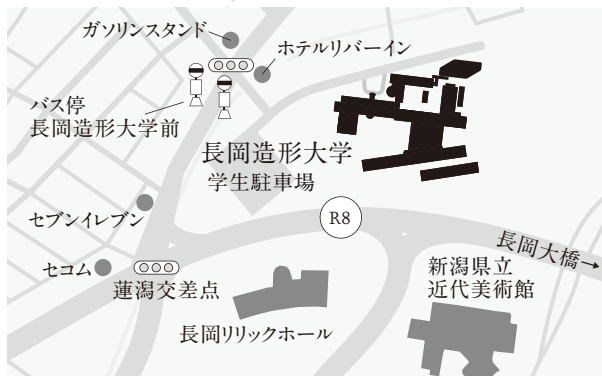 ガソリンスタンド
ホテルリバーイン
バス停
長岡造形大学前
長岡造形大学
学生駐車場
セブンイレブン
R8
長岡大橋→
セコム
蓮潟交差点
新潟県立
近代美術館
長岡リリックホール